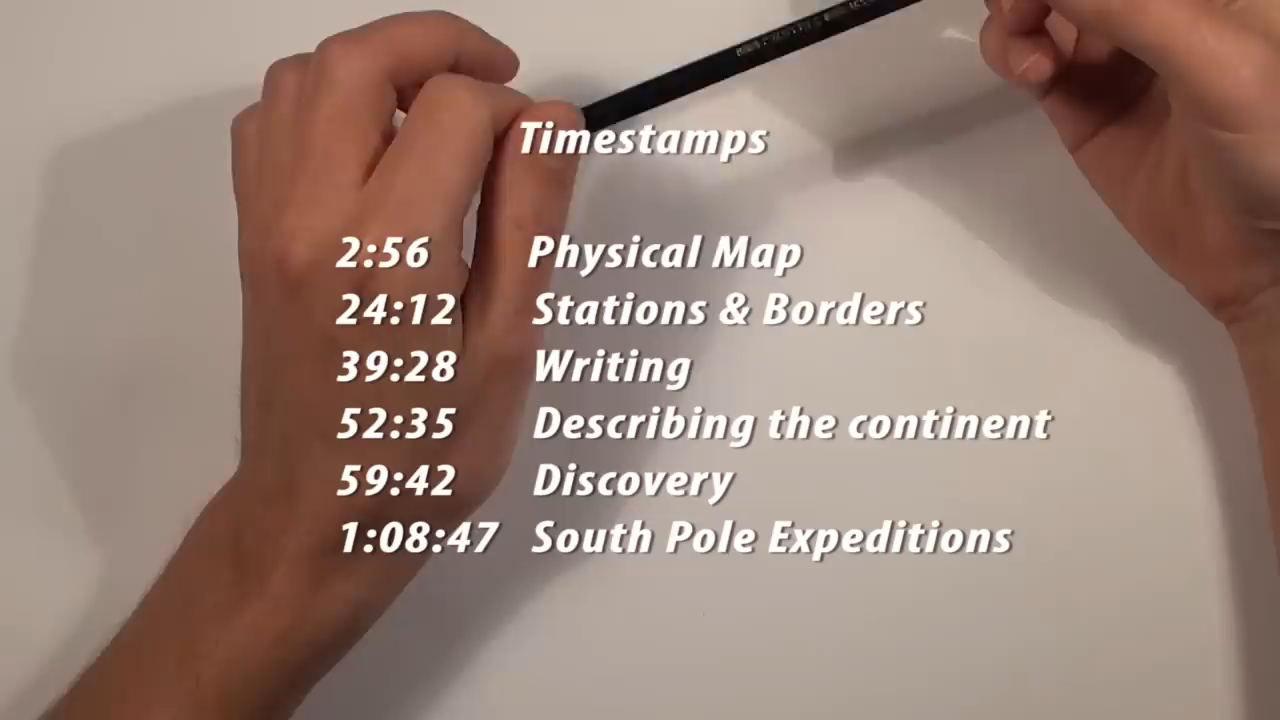 Timestamps
2:56 Physical Map
24:12 Stations & Borders
39:28 Writing
52:35 Describing the continent
59:42 Discovery
1:08:47 South Pole Expeditions